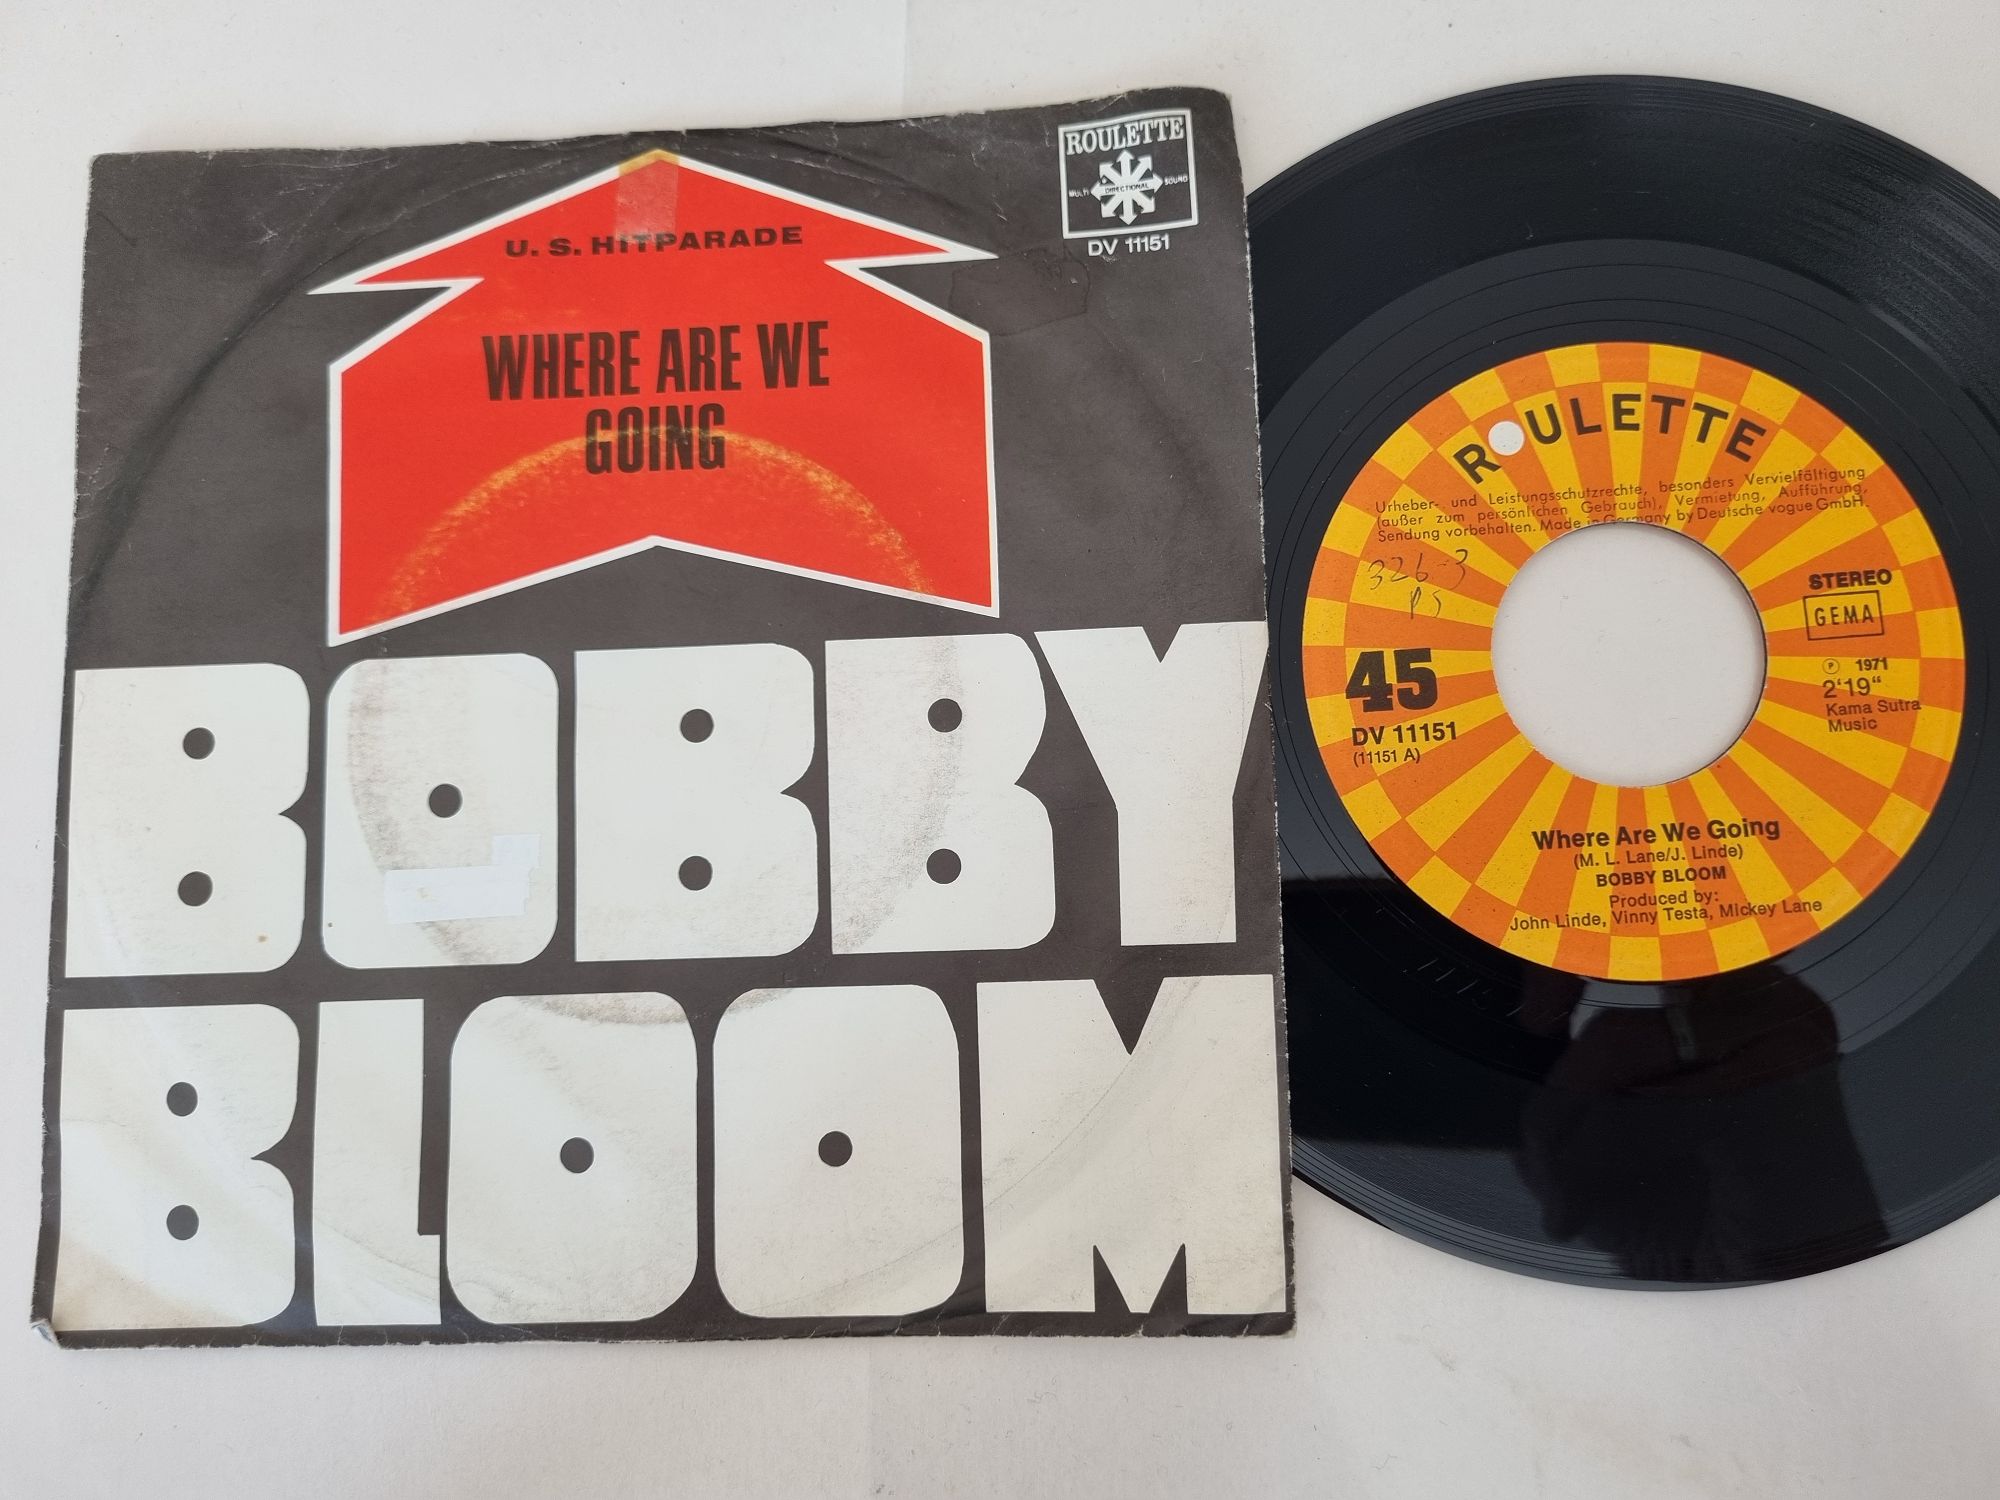 ROULETTE
MULTI DIRECTIONAL SOUND
DV 11151
U. S. HITPARADE
WHERE ARE WE
GOING
BOBBY
BLOOM
ROULETTE
Urheber- und Leistungsschutzrechte, besonders Vervielfältigung
(außer zum persönlichen Gebrauch), Vermietung, Aufführung,
Sendung vorbehalten. Made in Germany by Deutsche vogue GmbH.
326-3
PS
STEREO
GEMA
45
DV 11151
(11151 A)
℗ 1971
2'19"
Kama Sutra
Music
Where Are We Going
(M. L. Lane/J. Linde)
BOBBY BLOOM
Produced by:
John Linde, Vinny Testa, Mickey Lane